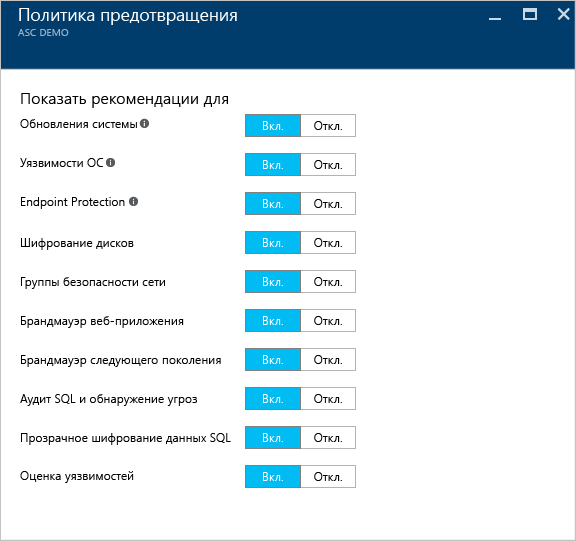 Политика предотвращения
ASC DEMO
Показать рекомендации для
Обновления системы Вкл. Откл.
Уязвимости ОС Вкл. Откл.
Endpoint Protection Вкл. Откл.
Шифрование дисков Вкл. Откл.
Группы безопасности сети Вкл. Откл.
Брандмауэр веб-приложения Вкл. Откл.
Брандмауэр следующего поколения Вкл. Откл.
Аудит SQL и обнаружение угроз Вкл. Откл.
Прозрачное шифрование данных SQL Вкл. Откл.
Оценка уязвимостей Вкл. Откл.